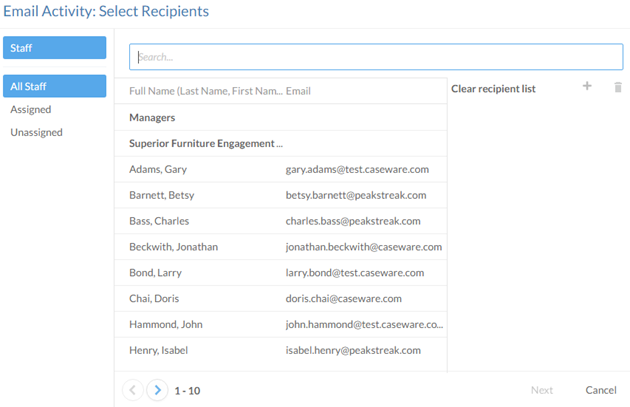 Email Activity: Select Recipients
Staff
All Staff
Assigned
Unassigned
Search...
Full Name (Last Name, First Nam... Email
Managers
Superior Furniture Engagement ...
Adams, Gary gary.adams@test.caseware.com
Barnett, Betsy betsy.barnett@peakstreak.com
Bass, Charles charles.bass@peakstreak.com
Beckwith, Jonathan jonathan.beckwith@caseware.com
Bond, Larry larry.bond@test.caseware.com
Chai, Doris doris.chai@caseware.com
Hammond, John john.hammond@test.caseware.co...
Henry, Isabel isabel.henry@peakstreak.com
Clear recipient list
1 - 10
Next Cancel